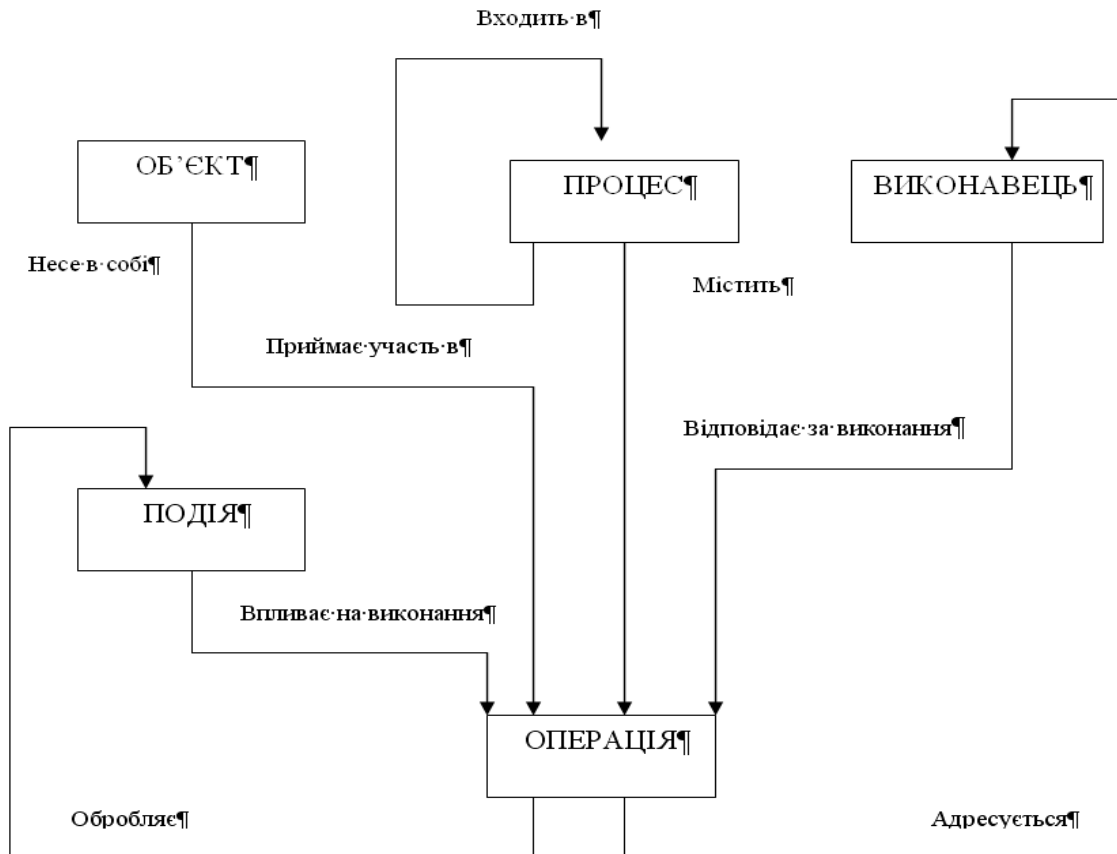 Входить·в¶
ОБ’ЄКТ¶
ПРОЦЕС¶
ВИКОНАВЕЦЬ¶
Несе·в·собі¶
Містить¶
Приймає·участь·в¶
Відповідає·за·виконання¶
ПОДІЯ¶
Впливає·на·виконання¶
ОПЕРАЦІЯ¶
Обробляє¶
Адресується¶